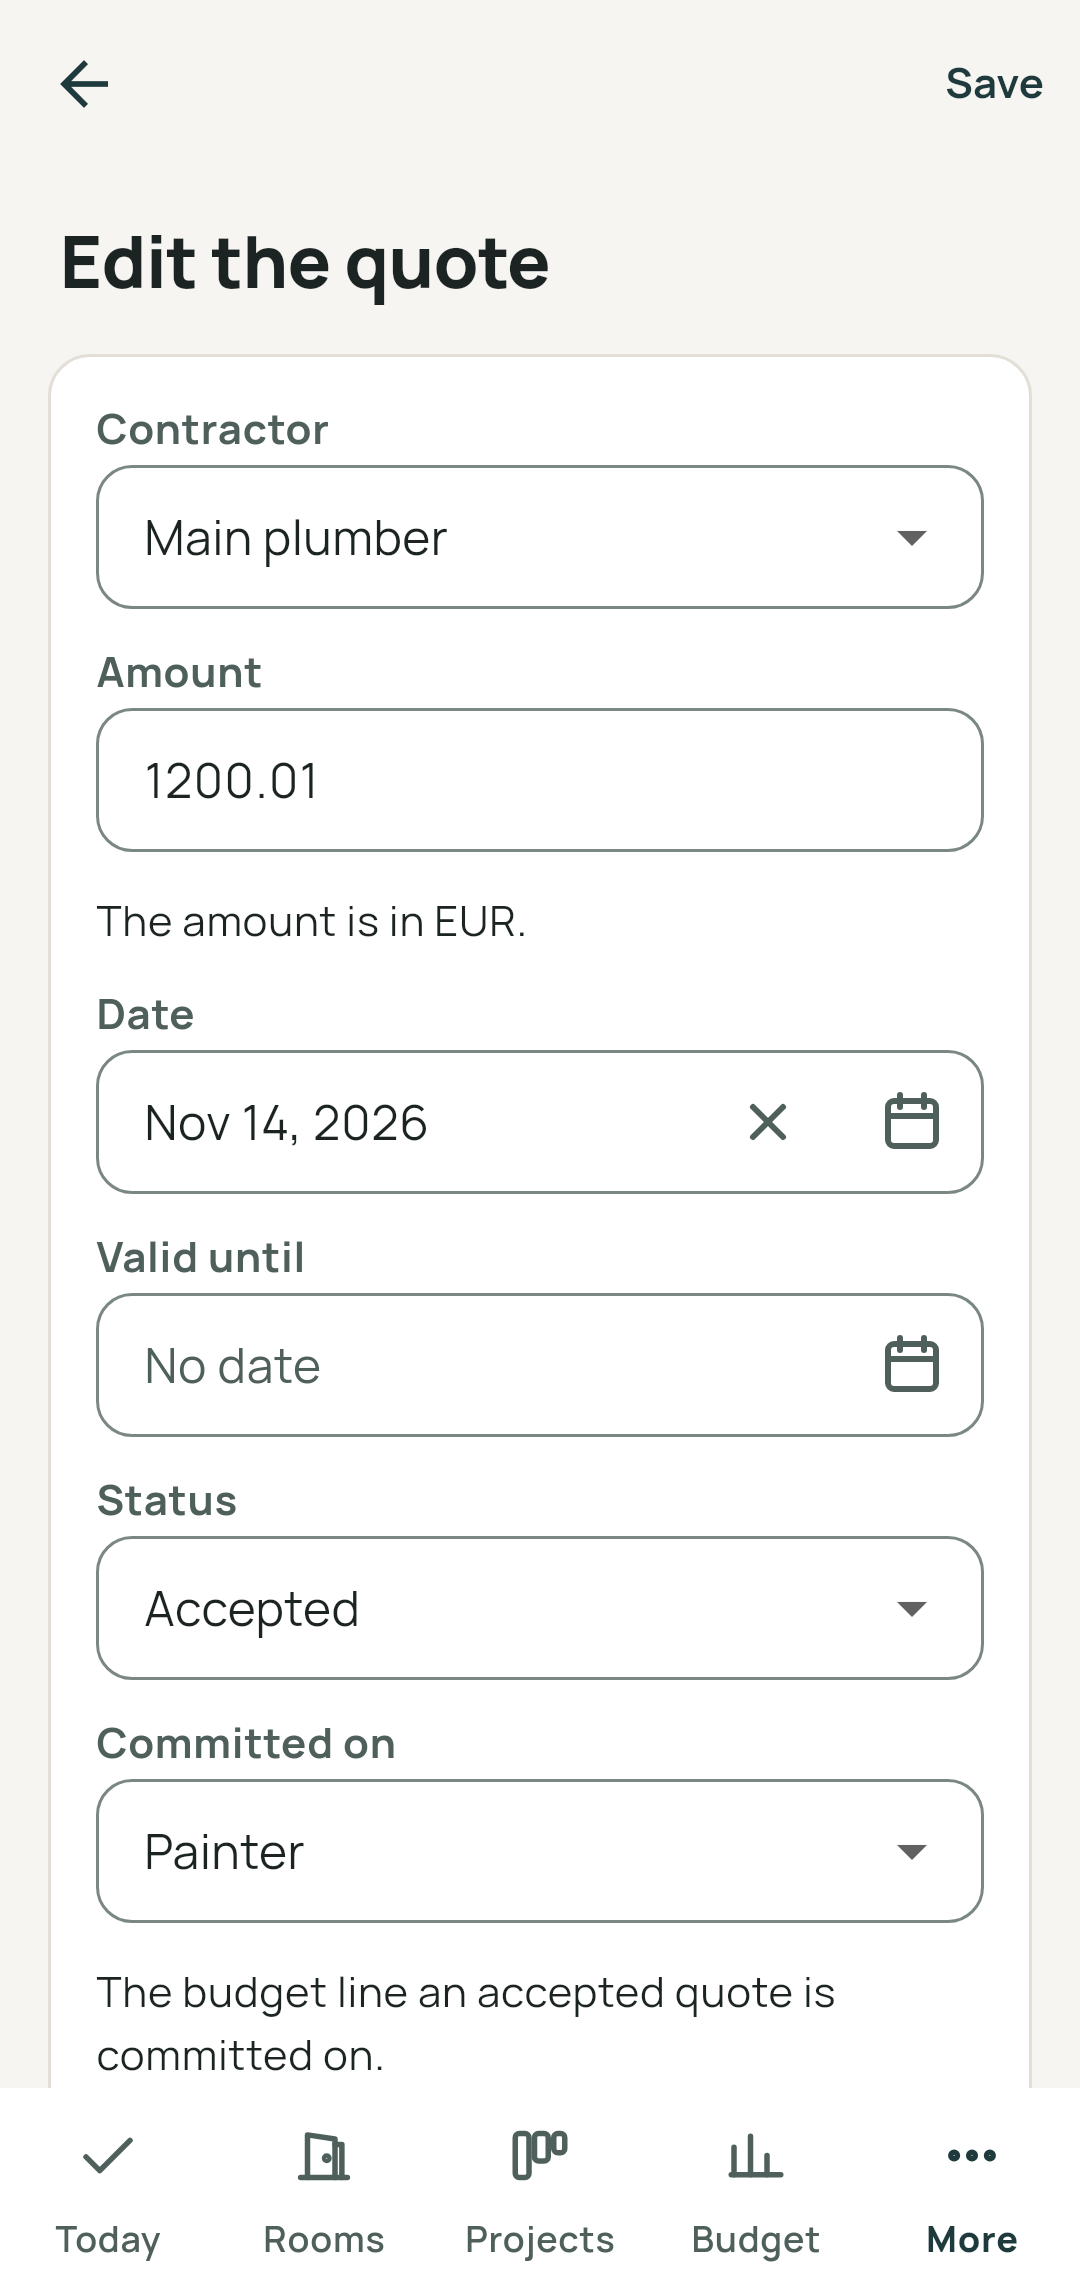 Save
Edit the quote
Contractor
Main plumber
Amount
1200.01
The amount is in EUR.
Date
Nov 14, 2026
Valid until
No date
Status
Accepted
Committed on
Painter
The budget line an accepted quote is
committed on.
Today Rooms Projects Budget More